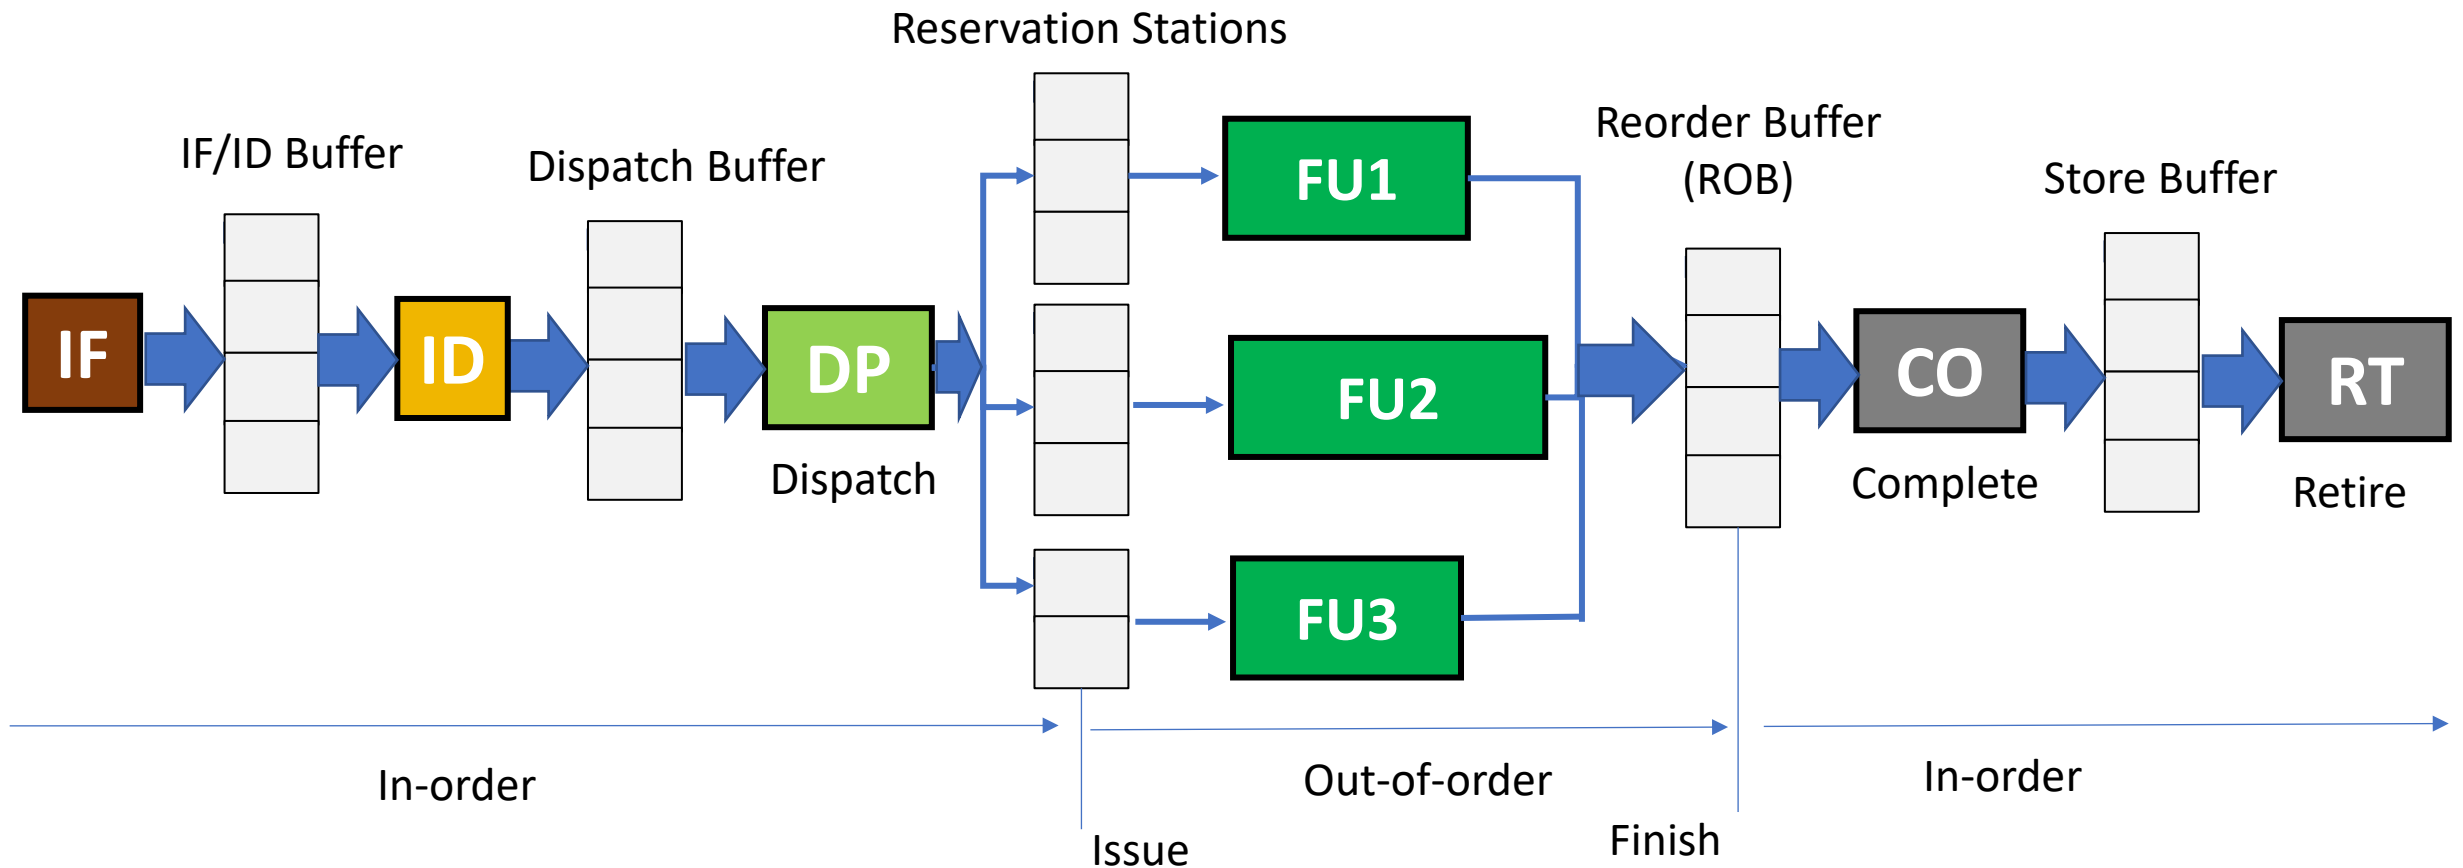 Reservation Stations
IF/ID Buffer
Dispatch Buffer
Reorder Buffer
(ROB)
Store Buffer
IF
ID
DP
FU1
FU2
FU3
CO
RT
Dispatch
Complete
Retire
In-order
Out-of-order
In-order
Issue
Finish